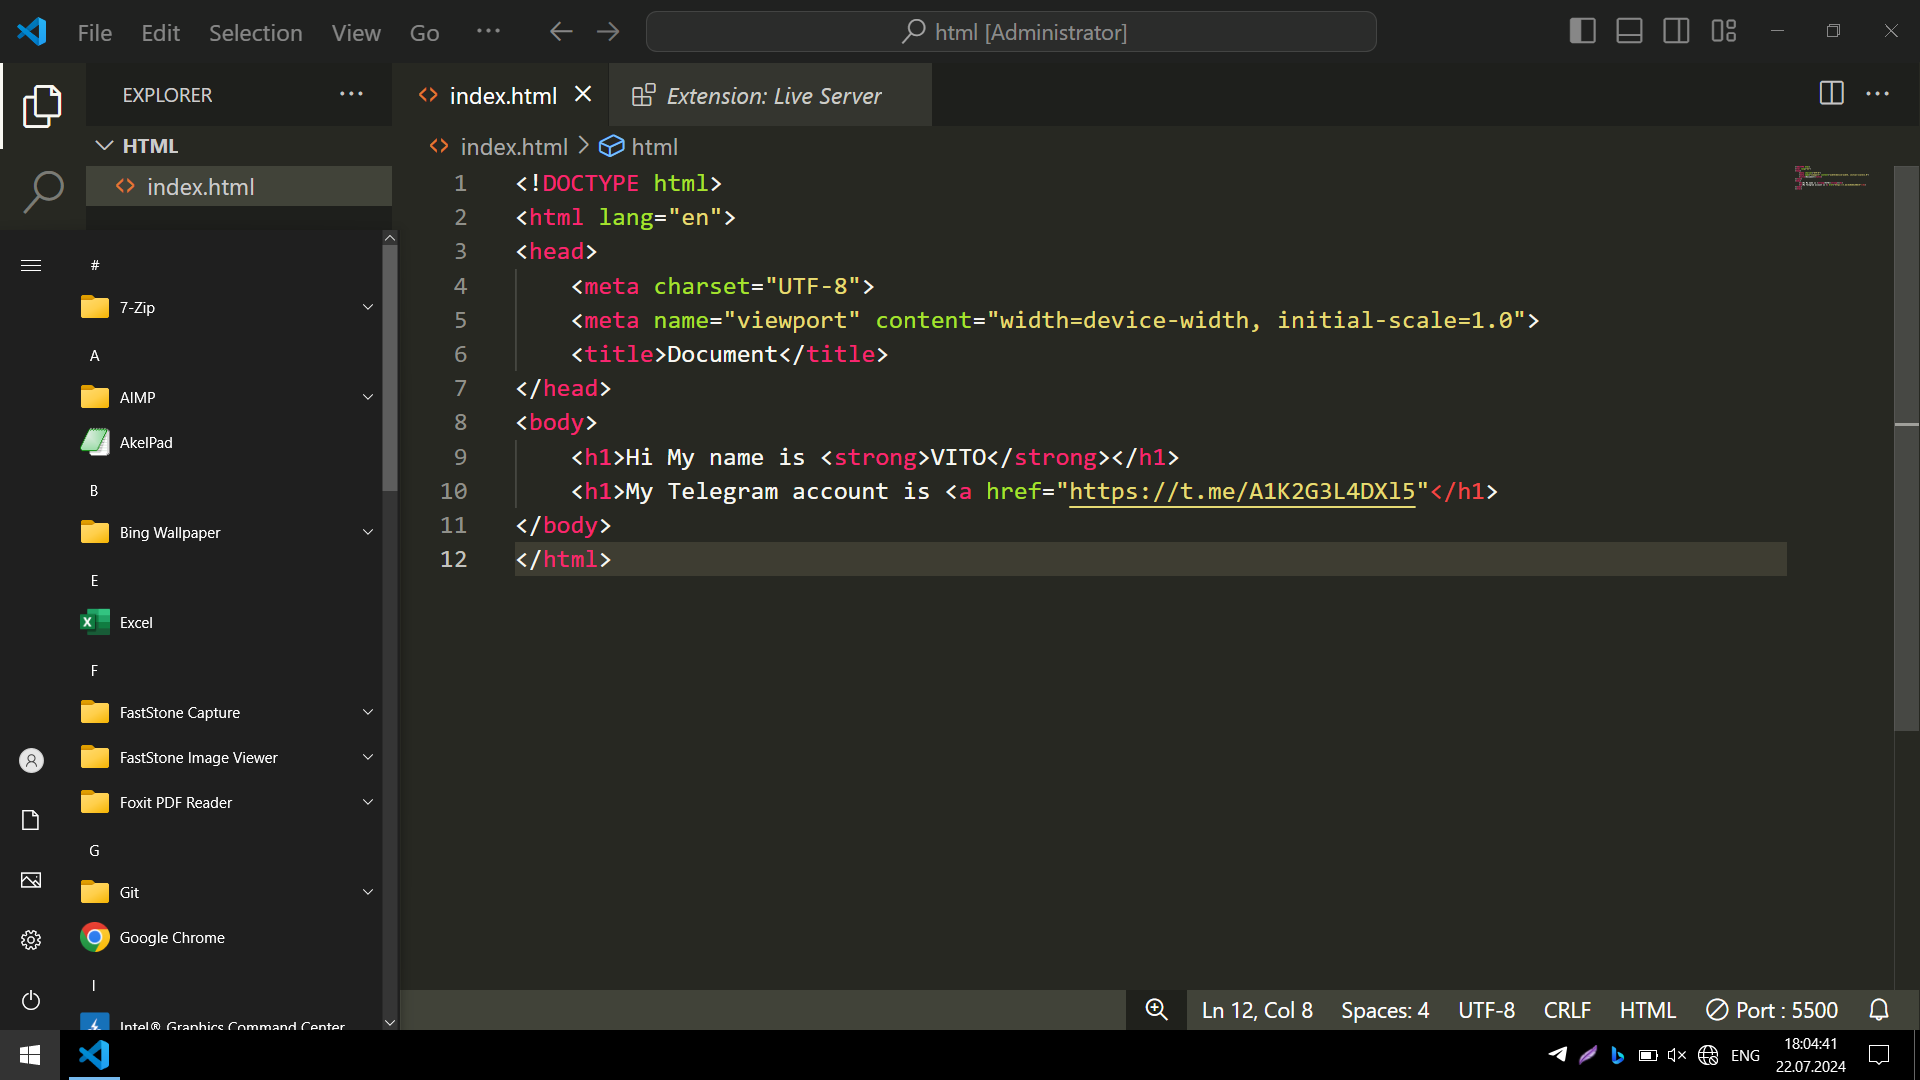 File Edit Selection View Go ··· html [Administrator]
EXPLORER ···
index.html
Extension: Live Server
HTML
index.html
index.html > html
1 <!DOCTYPE html>
2 <html lang="en">
3 <head>
4     <meta charset="UTF-8">
5     <meta name="viewport" content="width=device-width, initial-scale=1.0">
6     <title>Document</title>
7 </head>
8 <body>
9     <h1>Hi My name is <strong>VITO</strong></h1>
10     <h1>My Telegram account is <a href="https://t.me/A1K2G3L4DXl5"</h1>
11 </body>
12 </html>
#
7-Zip
A
AIMP
AkelPad
B
Bing Wallpaper
E
Excel
F
FastStone Capture
FastStone Image Viewer
Foxit PDF Reader
G
Git
Google Chrome
I
Intel® Graphics Command Center
Ln 12, Col 8 Spaces: 4 UTF-8 CRLF HTML Port : 5500
ENG
18:04:41
22.07.2024